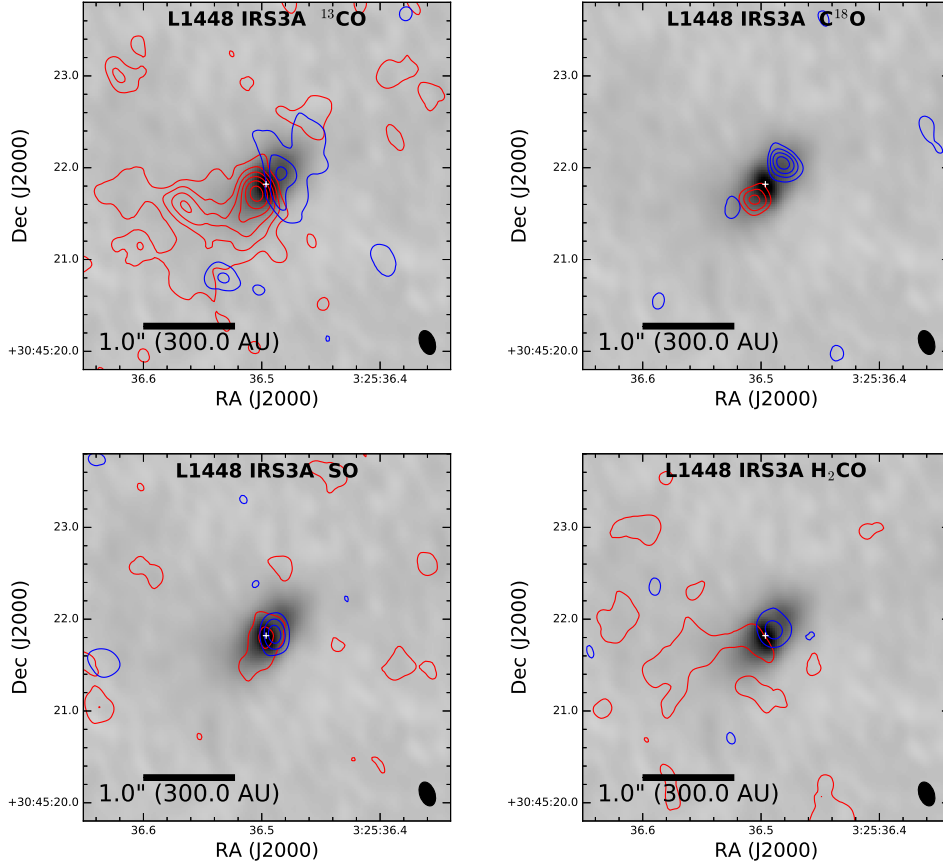 L1448 IRS3A ¹³CO
Dec (J2000)
23.0
22.0
21.0
+30:45:20.0
1.0" (300.0 AU)
36.6
36.5
3:25:36.4
RA (J2000)
L1448 IRS3A C¹⁸O
Dec (J2000)
23.0
22.0
21.0
+30:45:20.0
1.0" (300.0 AU)
36.6
36.5
3:25:36.4
RA (J2000)
L1448 IRS3A SO
Dec (J2000)
23.0
22.0
21.0
+30:45:20.0
1.0" (300.0 AU)
36.6
36.5
3:25:36.4
RA (J2000)
L1448 IRS3A H₂CO
Dec (J2000)
23.0
22.0
21.0
+30:45:20.0
1.0" (300.0 AU)
36.6
36.5
3:25:36.4
RA (J2000)